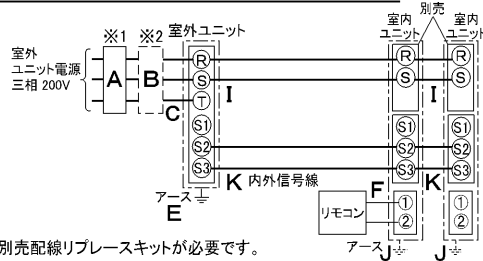 別売
※1 ※2 室外ユニット 室内ユニット 室内ユニット
室外
ユニット電源
三相 200V
A B
C
R
S
T
S1
S2
S3
I
R
S
S1
S2
S3
①
②
I
R
S
S1
S2
S3
①
②
K 内外信号線
F K
アース
E
リモコン
アース J J
別売配線リプレースキットが必要です。